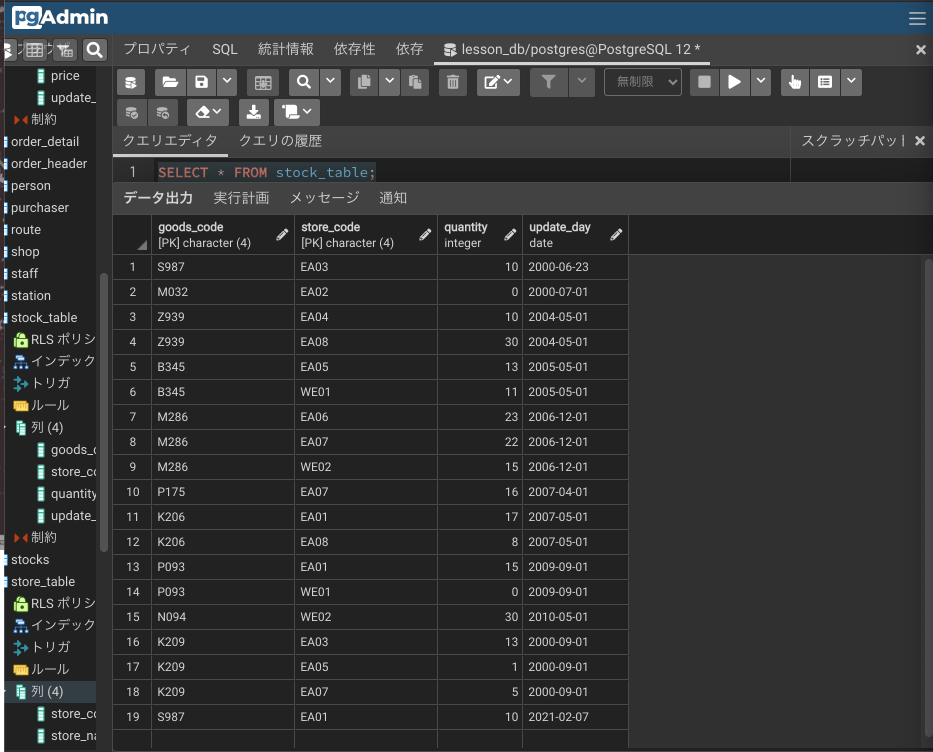 pgAdmin
プロパティ SQL 統計情報 依存性 依存 lesson_db/postgres@PostgreSQL 12 *
無制限
クエリエディタ クエリの履歴 スクラッチパッド
1 SELECT * FROM stock_table;
データ出力 実行計画 メッセージ 通知
price
update_
制約
order_detail
order_header
person
purchaser
route
shop
staff
station
stock_table
RLS ポリシ
インデック
トリガ
ルール
列 (4)
goods_c
store_co
quantity
update_
制約
stocks
store_table
RLS ポリシ
インデック
トリガ
ルール
列 (4)
store_co
store_na
goods_code store_code quantity update_day
[PK] character (4) [PK] character (4) integer date
1 S987 EA03 10 2000-06-23
2 M032 EA02 0 2000-07-01
3 Z939 EA04 10 2004-05-01
4 Z939 EA08 30 2004-05-01
5 B345 EA05 13 2005-05-01
6 B345 WE01 11 2005-05-01
7 M286 EA06 23 2006-12-01
8 M286 EA07 22 2006-12-01
9 M286 WE02 15 2006-12-01
10 P175 EA07 16 2007-04-01
11 K206 EA01 17 2007-05-01
12 K206 EA08 8 2007-05-01
13 P093 EA01 15 2009-09-01
14 P093 WE01 0 2009-09-01
15 N094 WE02 30 2010-05-01
16 K209 EA03 13 2000-09-01
17 K209 EA05 1 2000-09-01
18 K209 EA07 5 2000-09-01
19 S987 EA01 10 2021-02-07